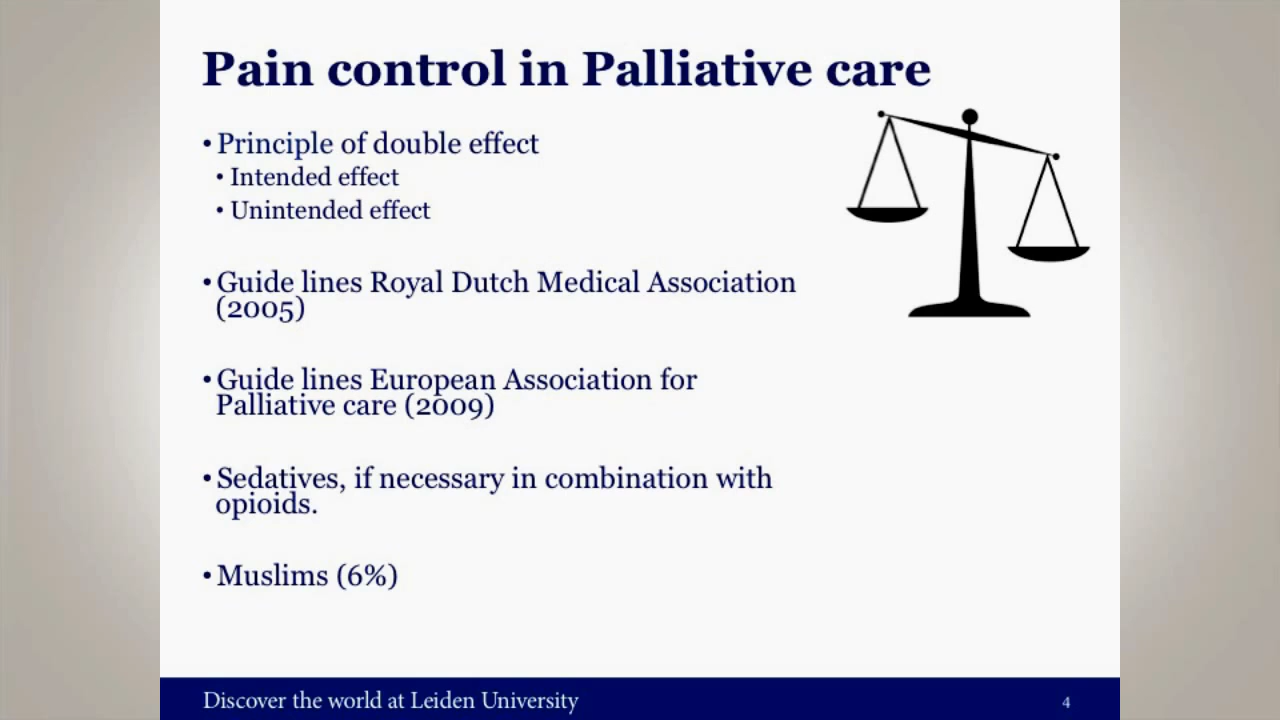 Pain control in Palliative care
• Principle of double effect
• Intended effect
• Unintended effect
• Guide lines Royal Dutch Medical Association
(2005)
• Guide lines European Association for
Palliative care (2009)
• Sedatives, if necessary in combination with
opioids.
• Muslims (6%)
Discover the world at Leiden University
4